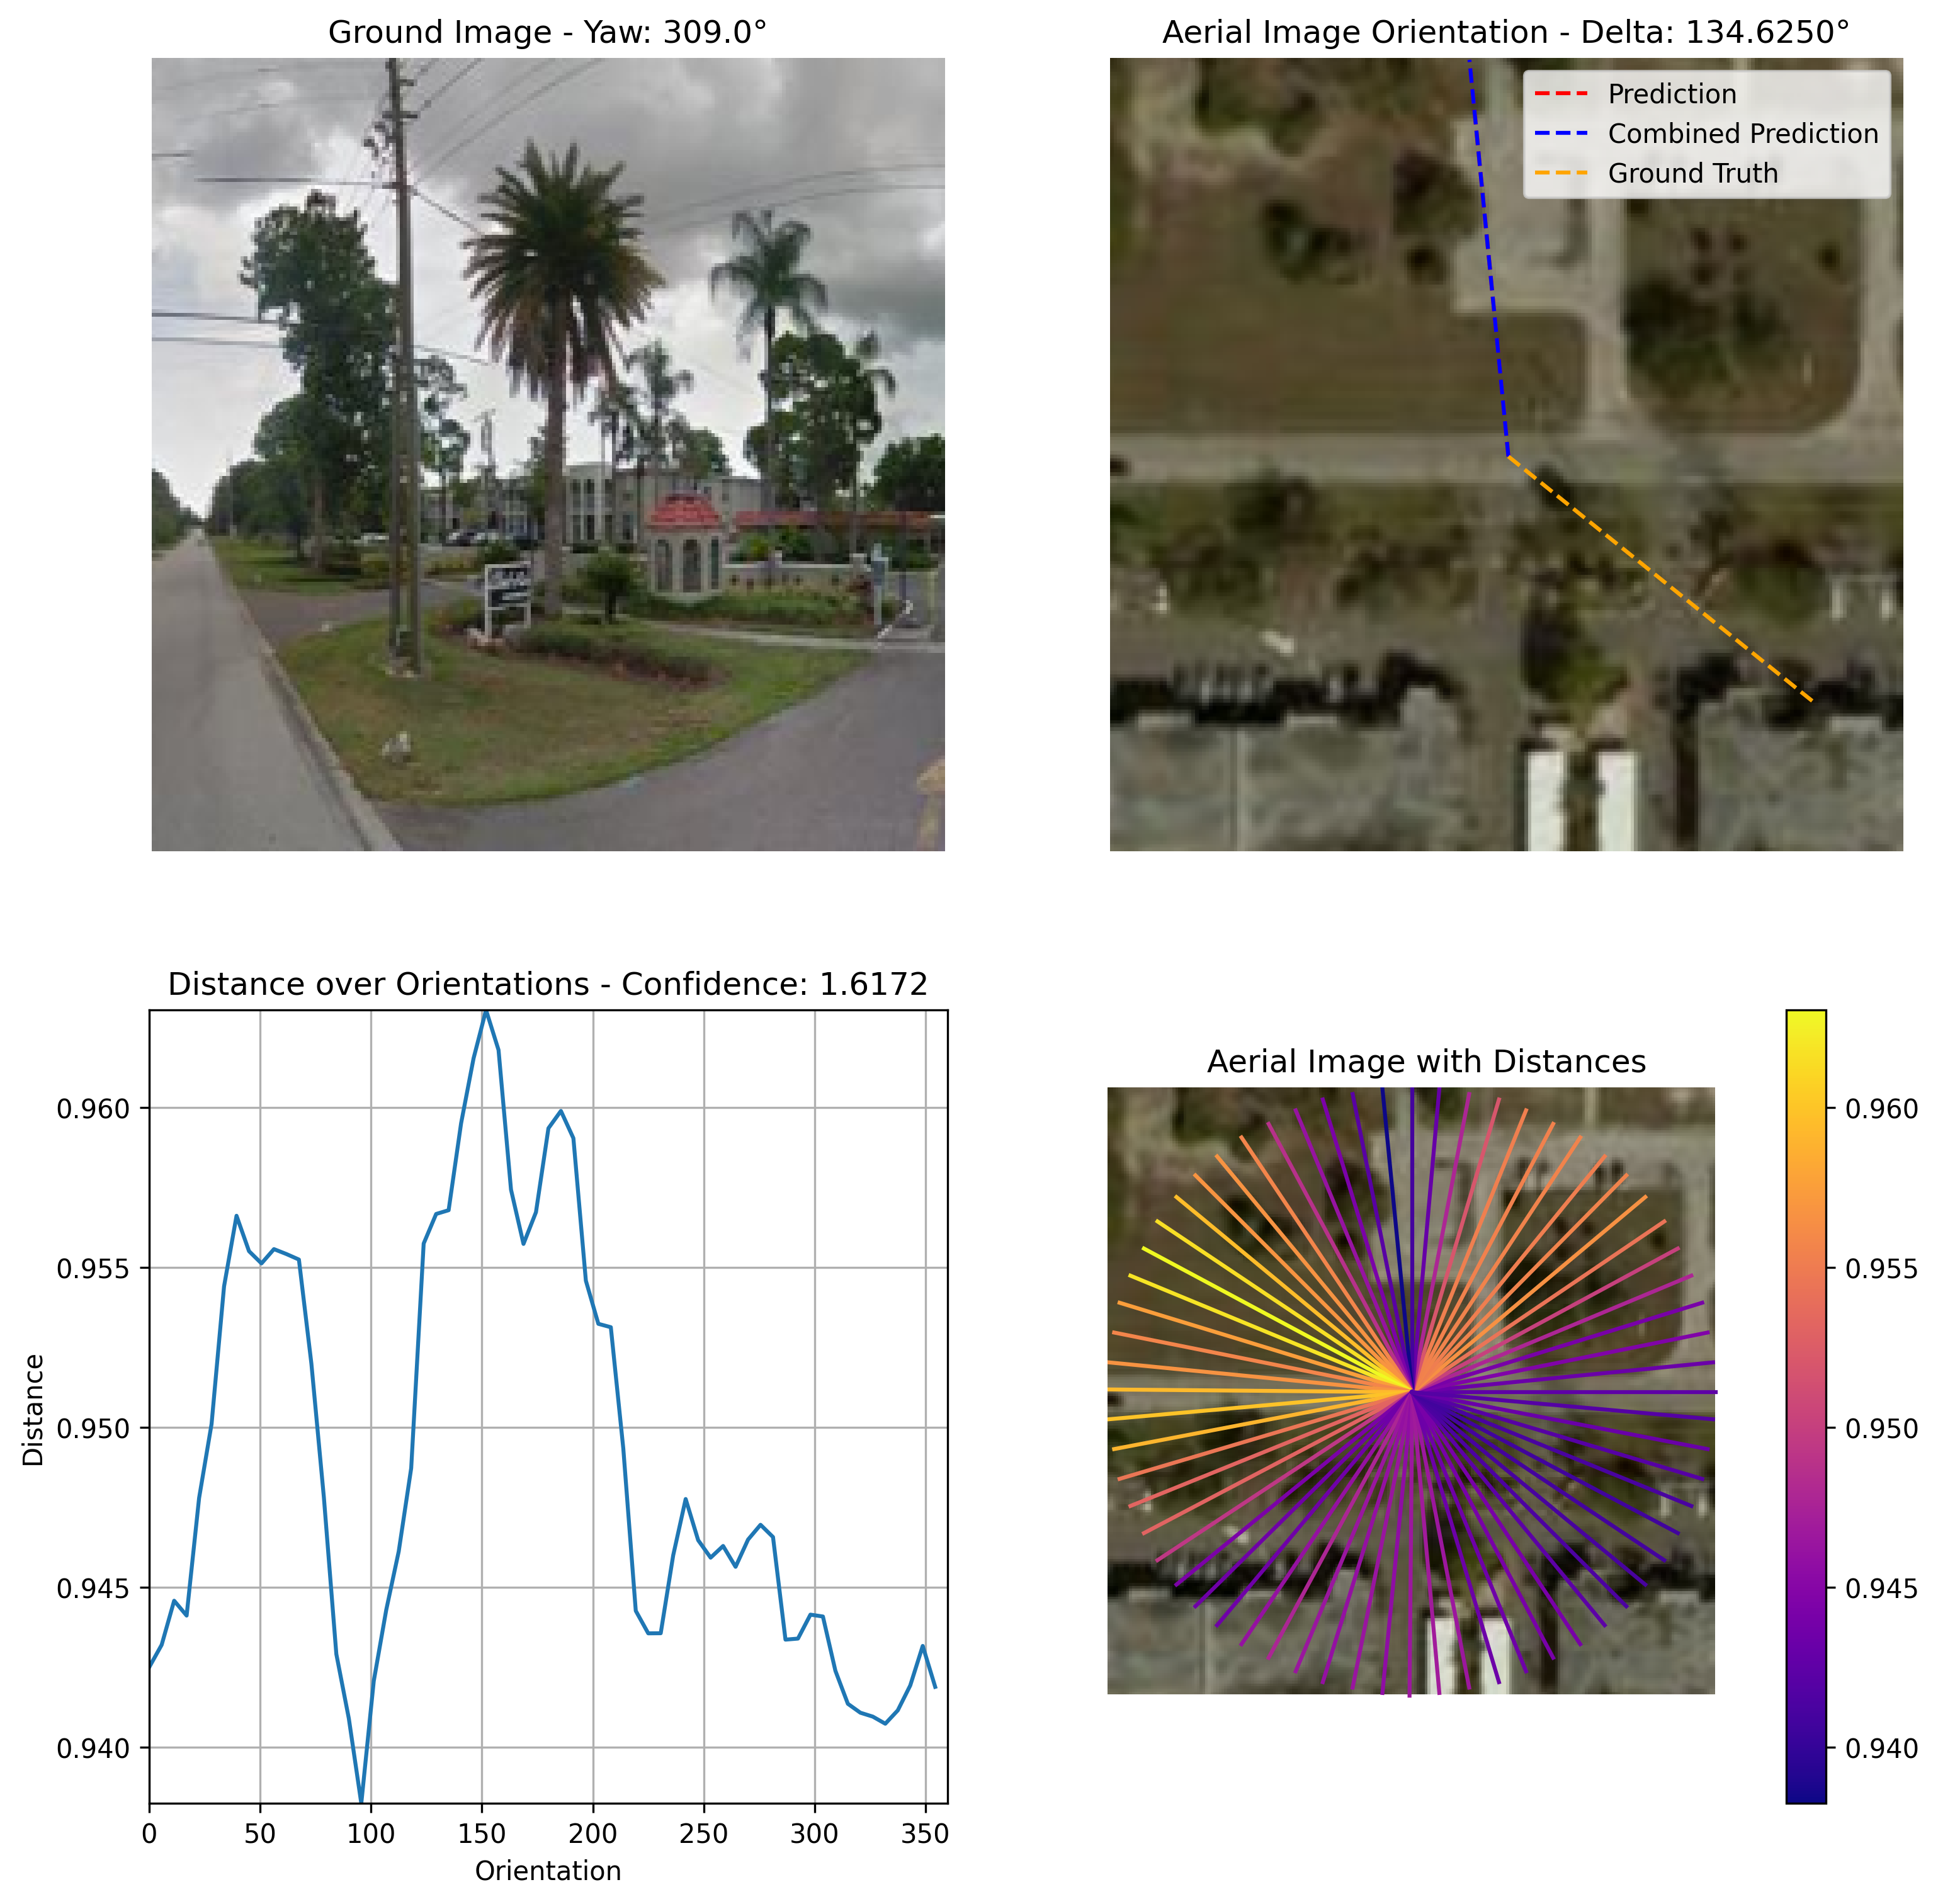 Ground Image - Yaw: 309.0°
Aerial Image Orientation - Delta: 134.6250°
Prediction
Combined Prediction
Ground Truth
Distance over Orientations - Confidence: 1.6172
Distance
0.960
0.955
0.950
0.945
0.940
0
50
100
150
200
250
300
350
Orientation
Aerial Image with Distances
0.960
0.955
0.950
0.945
0.940